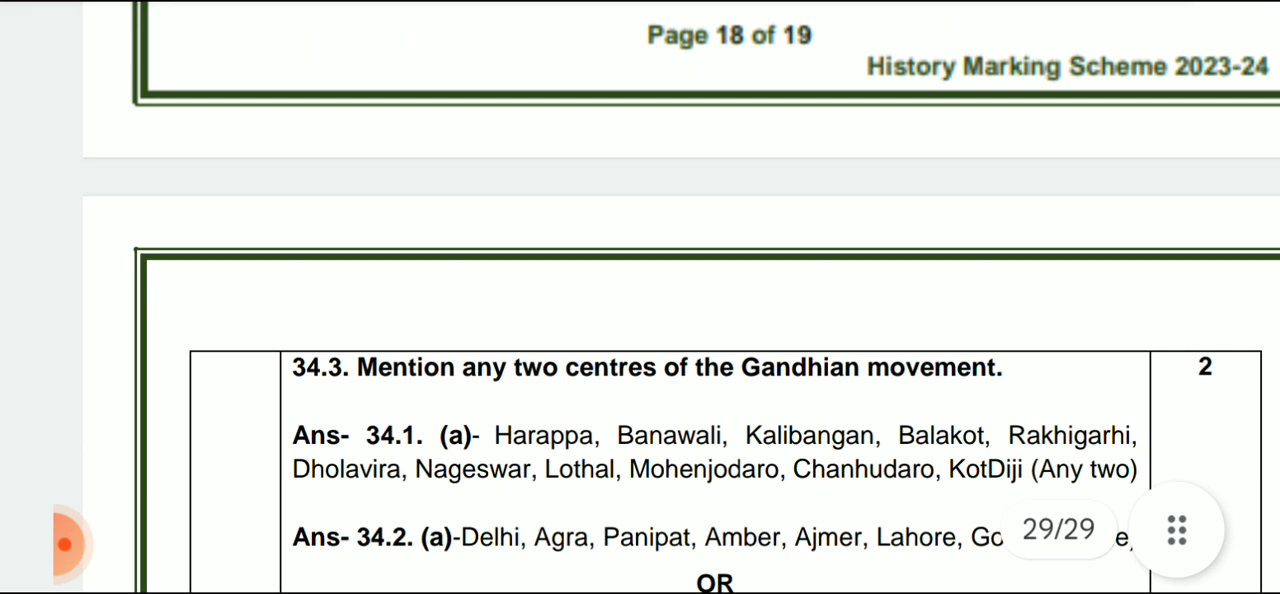 Page 18 of 19
History Marking Scheme 2023-24
34.3. Mention any two centres of the Gandhian movement.
2
Ans- 34.1. (a)- Harappa, Banawali, Kalibangan, Balakot, Rakhigarhi,
Dholavira, Nageswar, Lothal, Mohenjodaro, Chanhudaro, KotDiji (Any two)
Ans- 34.2. (a)-Delhi, Agra, Panipat, Amber, Ajmer, Lahore,
29/29
OR